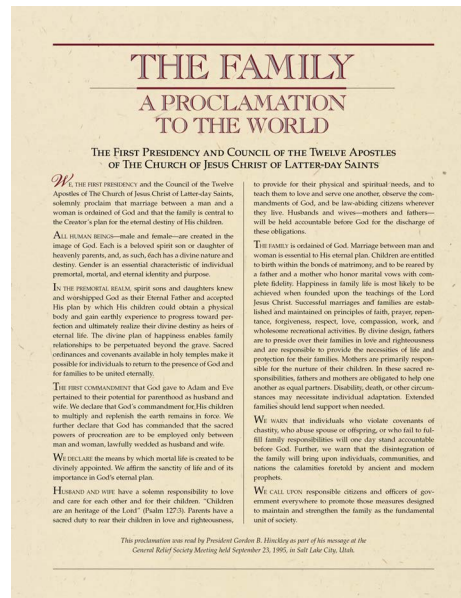 THE FAMILY
A PROCLAMATION
TO THE WORLD
THE FIRST PRESIDENCY AND COUNCIL OF THE TWELVE APOSTLES
OF THE CHURCH OF JESUS CHRIST OF LATTER-DAY SAINTS
WE, THE FIRST PRESIDENCY and the Council of the Twelve
Apostles of The Church of Jesus Christ of Latter-day Saints,
solemnly proclaim that marriage between a man and a
woman is ordained of God and that the family is central to
the Creator's plan for the eternal destiny of His children.
ALL HUMAN BEINGS—male and female—are created in the
image of God. Each is a beloved spirit son or daughter of
heavenly parents, and, as such, each has a divine nature and
destiny. Gender is an essential characteristic of individual
premortal, mortal, and eternal identity and purpose.
IN THE PREMORTAL REALM, spirit sons and daughters knew
and worshipped God as their Eternal Father and accepted
His plan by which His children could obtain a physical
body and gain earthly experience to progress toward per-
fection and ultimately realize their divine destiny as heirs of
eternal life. The divine plan of happiness enables family
relationships to be perpetuated beyond the grave. Sacred
ordinances and covenants available in holy temples make it
possible for individuals to return to the presence of God and
for families to be united eternally.
THE FIRST COMMANDMENT that God gave to Adam and Eve
pertained to their potential for parenthood as husband and
wife. We declare that God's commandment for His children
to multiply and replenish the earth remains in force. We
further declare that God has commanded that the sacred
powers of procreation are to be employed only between
man and woman, lawfully wedded as husband and wife.
WE DECLARE the means by which mortal life is created to be
divinely appointed. We affirm the sanctity of life and of its
importance in God's eternal plan.
HUSBAND AND WIFE have a solemn responsibility to love
and care for each other and for their children. "Children
are an heritage of the Lord" (Psalm 127:3). Parents have a
sacred duty to rear their children in love and righteousness,
to provide for their physical and spiritual needs, and to
teach them to love and serve one another, observe the com-
mandments of God, and be law-abiding citizens wherever
they live. Husbands and wives—mothers and fathers—
will be held accountable before God for the discharge of
these obligations.
THE FAMILY is ordained of God. Marriage between man and
woman is essential to His eternal plan. Children are entitled
to birth within the bonds of matrimony, and to be reared by
a father and a mother who honor marital vows with com-
plete fidelity. Happiness in family life is most likely to be
achieved when founded upon the teachings of the Lord
Jesus Christ. Successful marriages and families are estab-
lished and maintained on principles of faith, prayer, repen-
tance, forgiveness, respect, love, compassion, work, and
wholesome recreational activities. By divine design, fathers
are to preside over their families in love and righteousness
and are responsible to provide the necessities of life and
protection for their families. Mothers are primarily respon-
sible for the nurture of their children. In these sacred re-
sponsibilities, fathers and mothers are obligated to help one
another as equal partners. Disability, death, or other circum-
stances may necessitate individual adaptation. Extended
families should lend support when needed.
WE WARN that individuals who violate covenants of
chastity, who abuse spouse or offspring, or who fail to ful-
fill family responsibilities will one day stand accountable
before God. Further, we warn that the disintegration of
the family will bring upon individuals, communities, and
nations the calamities foretold by ancient and modern
prophets.
WE CALL UPON responsible citizens and officers of gov-
ernment everywhere to promote those measures designed
to maintain and strengthen the family as the fundamental
unit of society.
This proclamation was read by President Gordon B. Hinckley as part of his message at the
General Relief Society Meeting held September 23, 1995, in Salt Lake City, Utah.